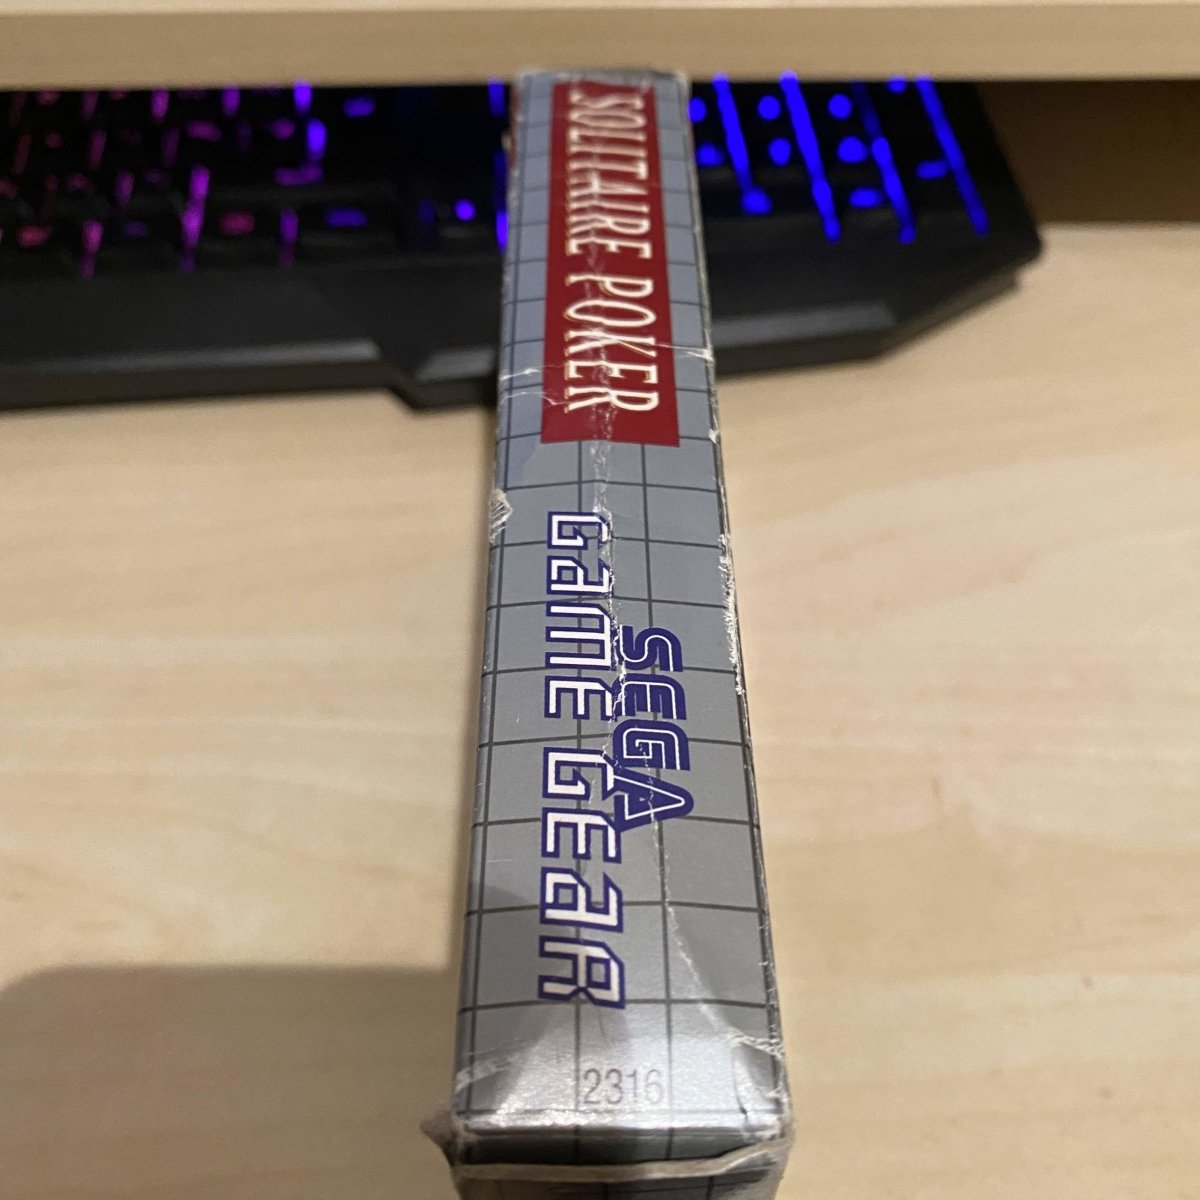 SOLITAIRE POKER
SEGA
GAME GEAR
2316